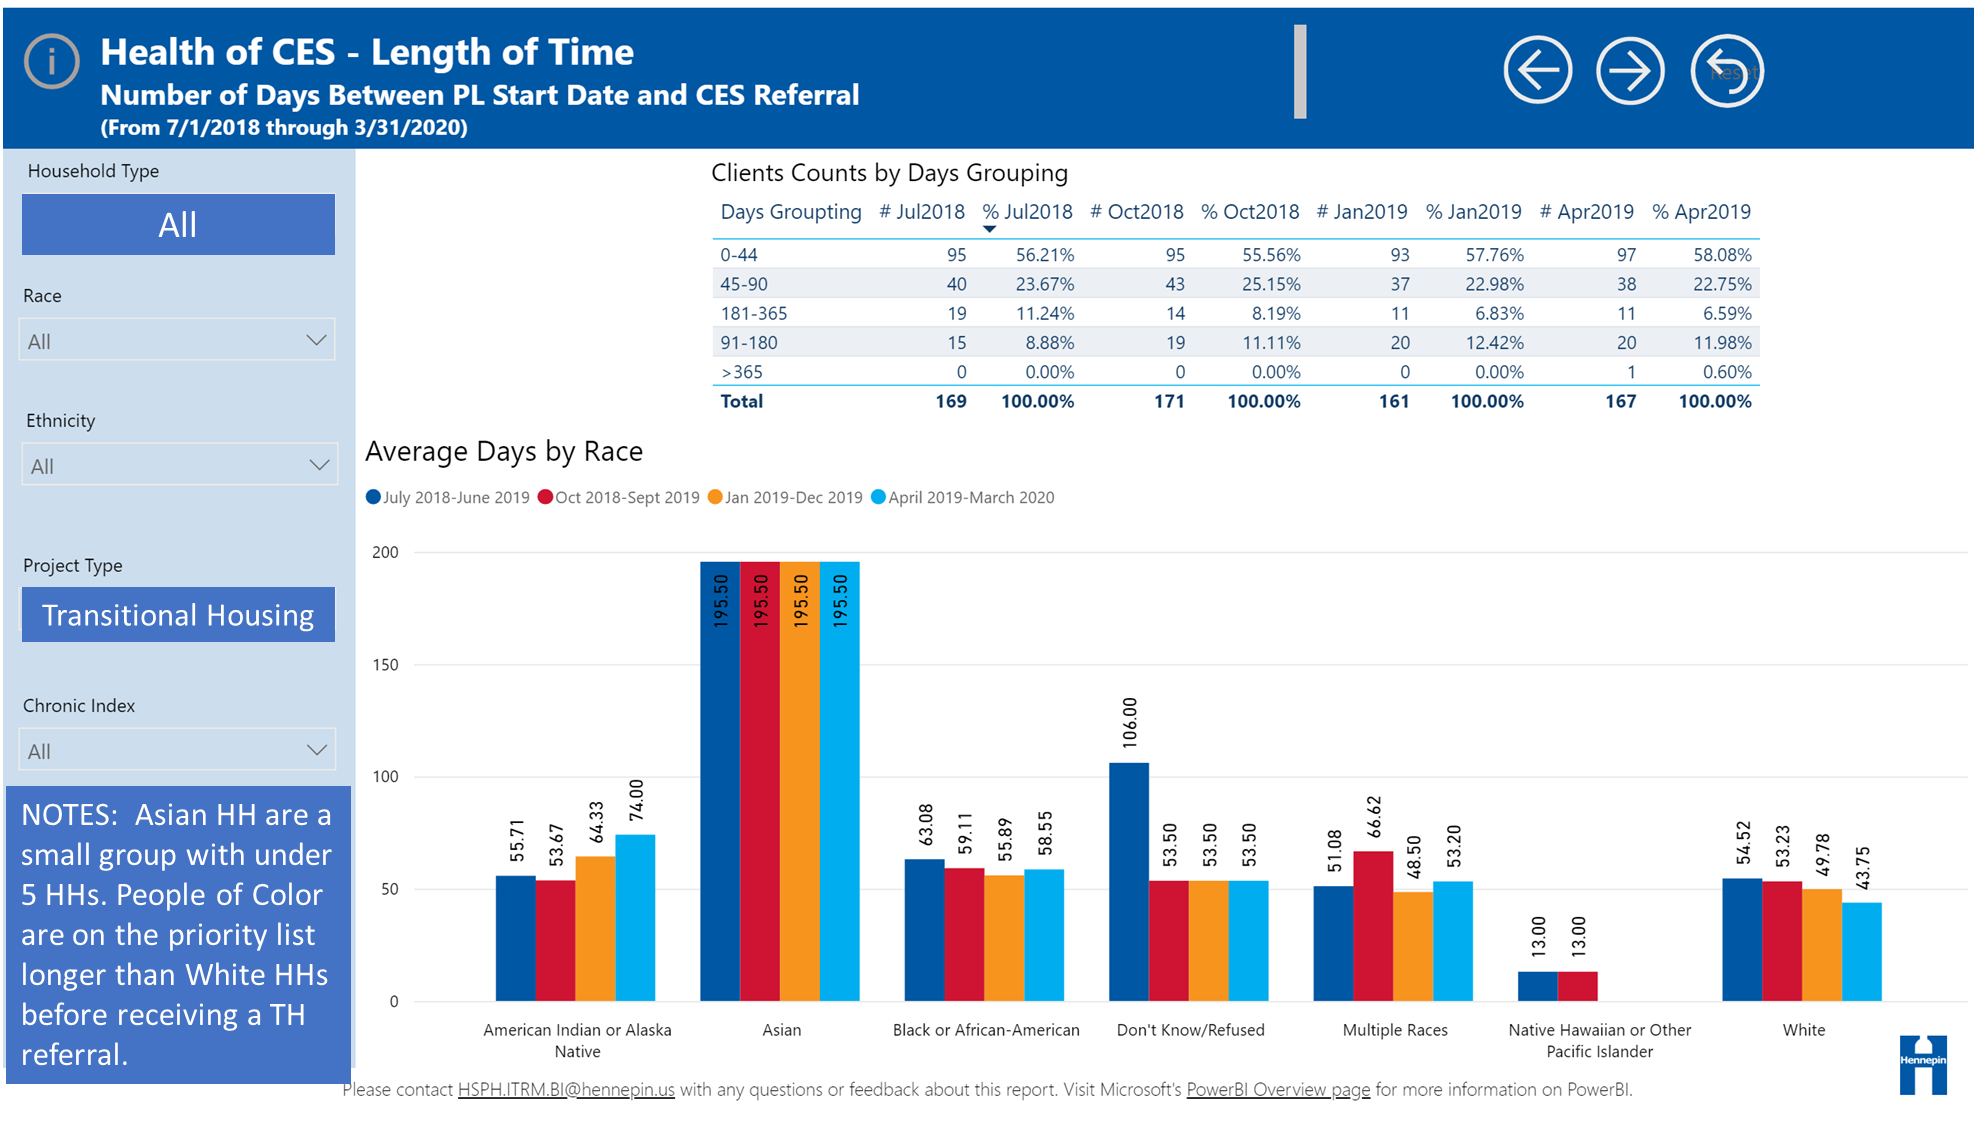 Health of CES - Length of Time
Number of Days Between PL Start Date and CES Referral
(From 7/1/2018 through 3/31/2020)
Reset
Household Type
All
Race
All
Ethnicity
All
Project Type
Transitional Housing
Chronic Index
All
NOTES: Asian HH are a
small group with under
5 HHs. People of Color
are on the priority list
longer than White HHs
before receiving a TH
referral.
Clients Counts by Days Grouping
Days Groupting # Jul2018 % Jul2018 # Oct2018 % Oct2018 # Jan2019 % Jan2019 # Apr2019 % Apr2019
0-44 95 56.21% 95 55.56% 93 57.76% 97 58.08%
45-90 40 23.67% 43 25.15% 37 22.98% 38 22.75%
181-365 19 11.24% 14 8.19% 11 6.83% 11 6.59%
91-180 15 8.88% 19 11.11% 20 12.42% 20 11.98%
>365 0 0.00% 0 0.00% 0 0.00% 1 0.60%
Total 169 100.00% 171 100.00% 161 100.00% 167 100.00%
Average Days by Race
July 2018-June 2019 Oct 2018-Sept 2019 Jan 2019-Dec 2019 April 2019-March 2020
200
150
100
50
0
55.71 53.67 64.33 74.00
195.50 195.50 195.50 195.50
63.08 59.11 55.89 58.55
106.00 53.50 53.50 53.50
51.08 66.62 48.50 53.20
13.00 13.00
54.52 53.23 49.78 43.75
American Indian or Alaska
Native
Asian
Black or African-American
Don't Know/Refused
Multiple Races
Native Hawaiian or Other
Pacific Islander
White
Hennepin
Please contact HSPH.ITRM.BI@hennepin.us with any questions or feedback about this report. Visit Microsoft's PowerBI Overview page for more information on PowerBI.